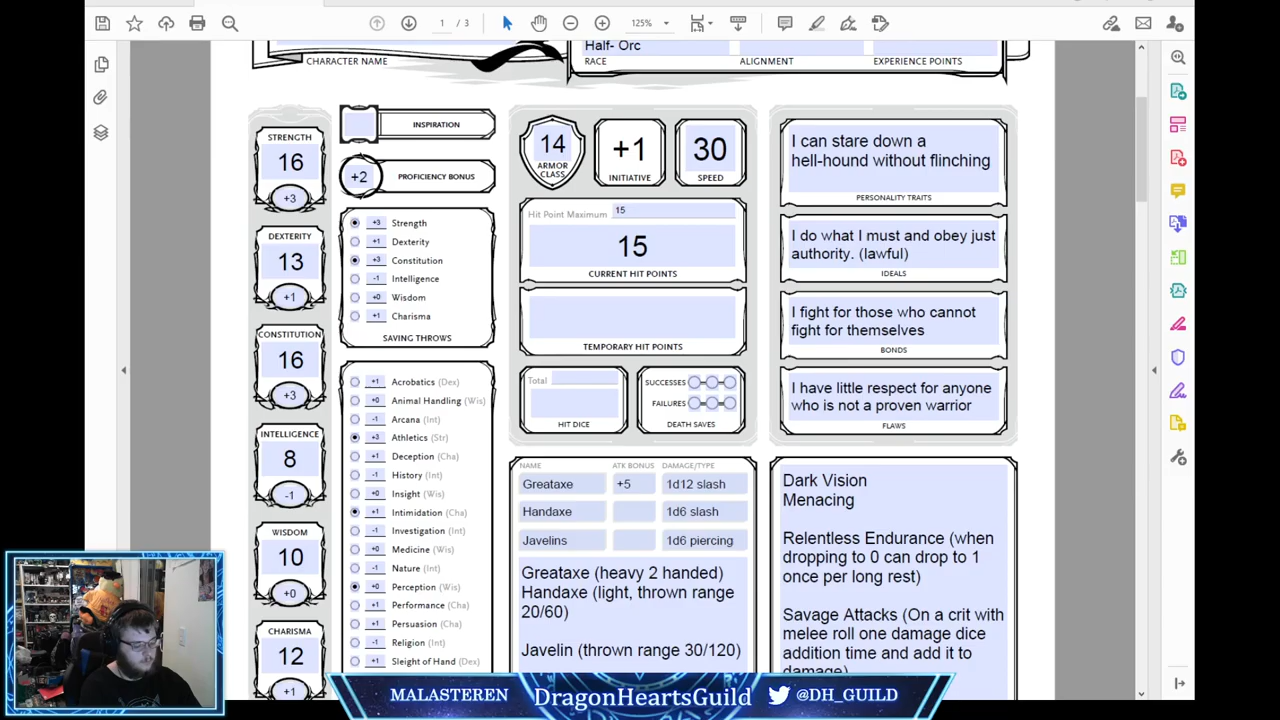 1 / 3
125%
Half- Orc
CHARACTER NAME
RACE
ALIGNMENT
EXPERIENCE POINTS
STRENGTH
16
+3
DEXTERITY
13
+1
CONSTITUTION
16
+3
INTELLIGENCE
8
-1
WISDOM
10
+0
CHARISMA
12
+1
INSPIRATION
+2 PROFICIENCY BONUS
+3 Strength
+1 Dexterity
+3 Constitution
-1 Intelligence
+0 Wisdom
+1 Charisma
SAVING THROWS
+1 Acrobatics (Dex)
+0 Animal Handling (Wis)
-1 Arcana (Int)
+3 Athletics (Str)
+1 Deception (Cha)
-1 History (Int)
+0 Insight (Wis)
+1 Intimidation (Cha)
-1 Investigation (Int)
+0 Medicine (Wis)
-1 Nature (Int)
+0 Perception (Wis)
+1 Performance (Cha)
+1 Persuasion (Cha)
-1 Religion (Int)
+1 Sleight of Hand (Dex)
14
ARMOR
CLASS
+1
INITIATIVE
30
SPEED
Hit Point Maximum 15
15
CURRENT HIT POINTS
TEMPORARY HIT POINTS
Total
HIT DICE
SUCCESSES
FAILURES
DEATH SAVES
NAME ATK BONUS DAMAGE/TYPE
Greataxe +5 1d12 slash
Handaxe 1d6 slash
Javelins 1d6 piercing
Greataxe (heavy 2 handed)
Handaxe (light, thrown range
20/60)
Javelin (thrown range 30/120)
I can stare down a
hell-hound without flinching
PERSONALITY TRAITS
I do what I must and obey just
authority. (lawful)
IDEALS
I fight for those who cannot
fight for themselves
BONDS
I have little respect for anyone
who is not a proven warrior
FLAWS
Dark Vision
Menacing
Relentless Endurance (when
dropping to 0 can drop to 1
once per long rest)
Savage Attacks (On a crit with
melee roll one damage dice
addition time and add it to
damage)
MALASTEREN
DragonHeartsGuild
@DH_GUILD